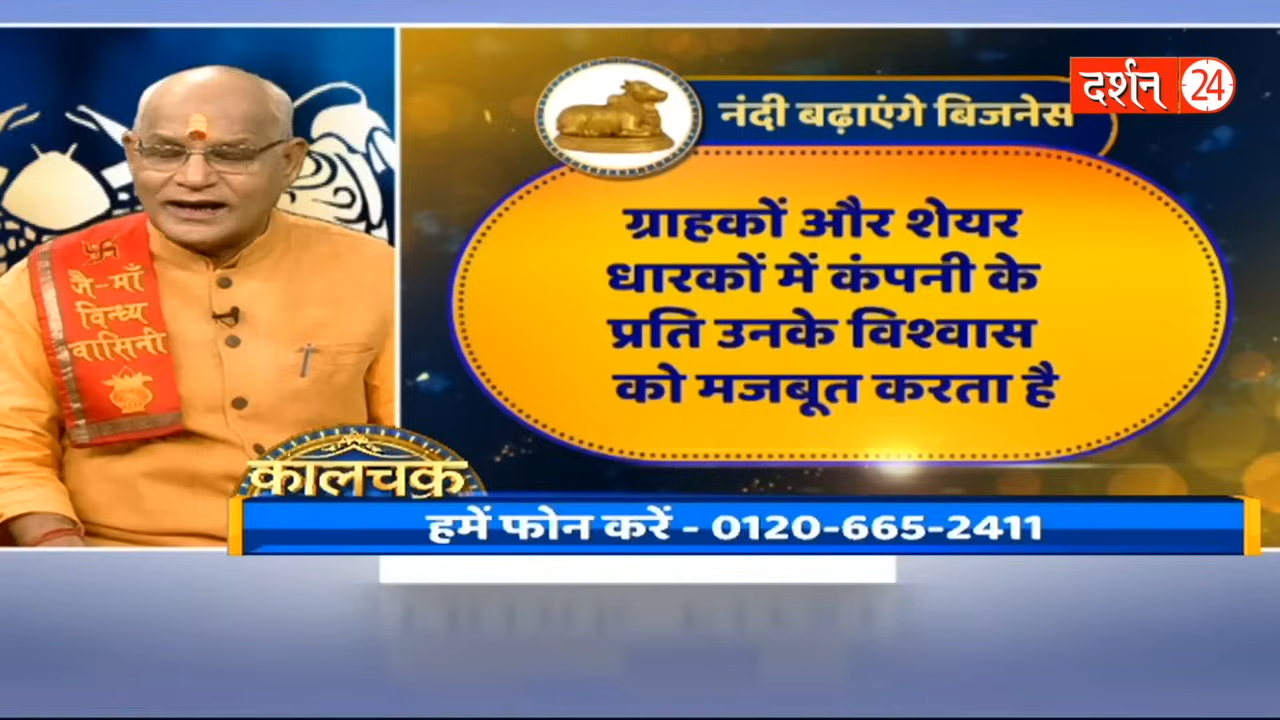 दर्शन 24
नंदी बढ़ाएंगे बिजनेस
ग्राहकों और शेयर
धारकों में कंपनी के
प्रति उनके विश्वास
को मजबूत करता है
जै-माँ
विन्ध्य
वासिनी
कालचक्र
हमें फोन करें - 0120-665-2411